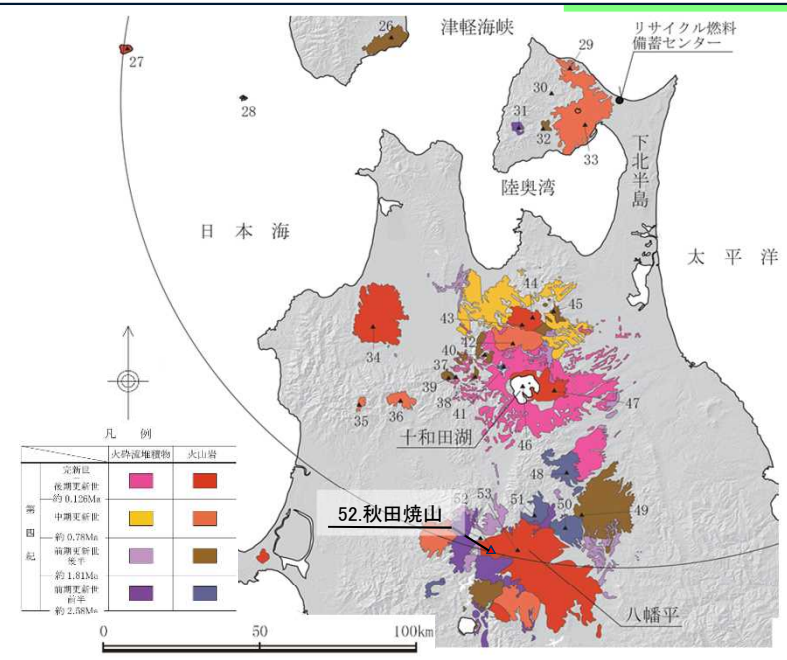 津軽海峡
リサイクル燃料
備蓄センター
26
27
28
29
30
31
32
33
陸奥湾
下北半島
日本海
太平洋
34
35
36
37
38
39
40
41
42
43
44
45
46
47
十和田湖
48
49
50
51
52
53
52.秋田焼山
八幡平
凡例
火砕流堆積物 火山岩
第四紀
完新世
~
後期更新世
約 0.126Ma
中期更新世
約 0.78Ma
前期更新世
後半
約 1.81Ma
前期更新世
前半
約 2.58Ma
0 50 100km